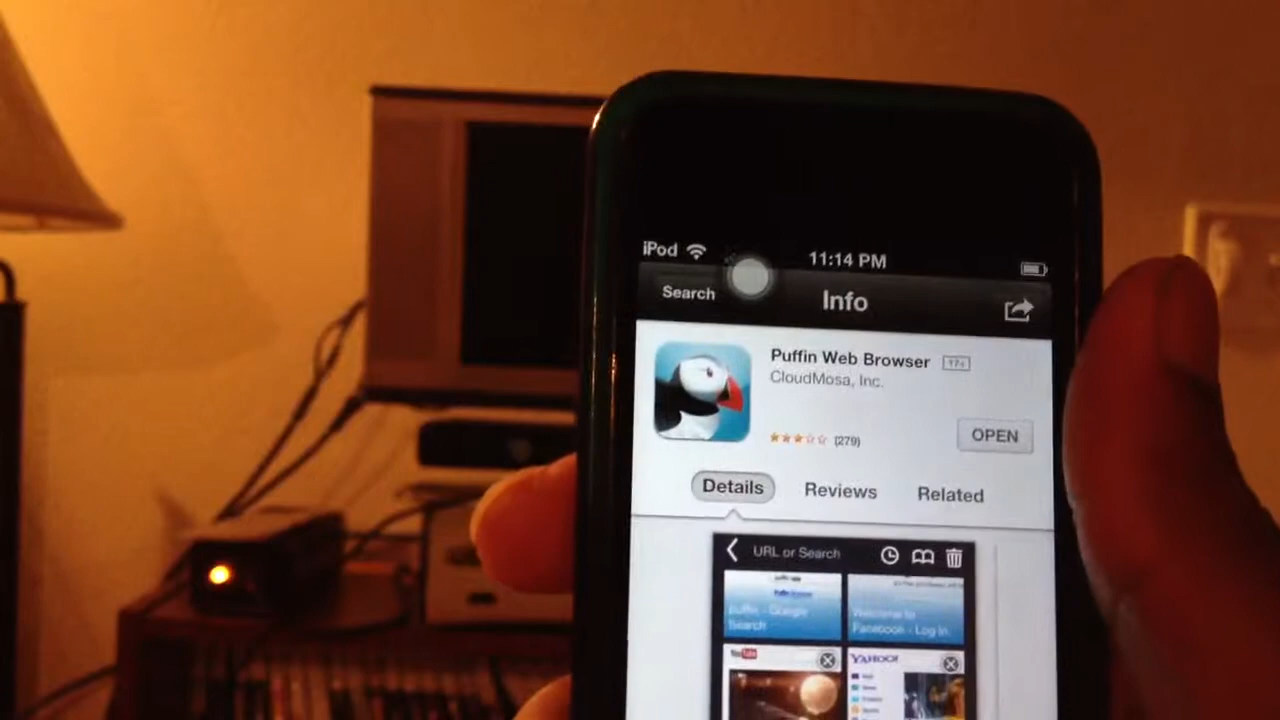 iPod 11:14 PM
Search Info
Puffin Web Browser 17+
CloudMosa, Inc.
(279)
OPEN
Details Reviews Related
URL or Search
puffin - Google
Search
Welcome to
Facebook - Log In
YouTube
YAHOO!